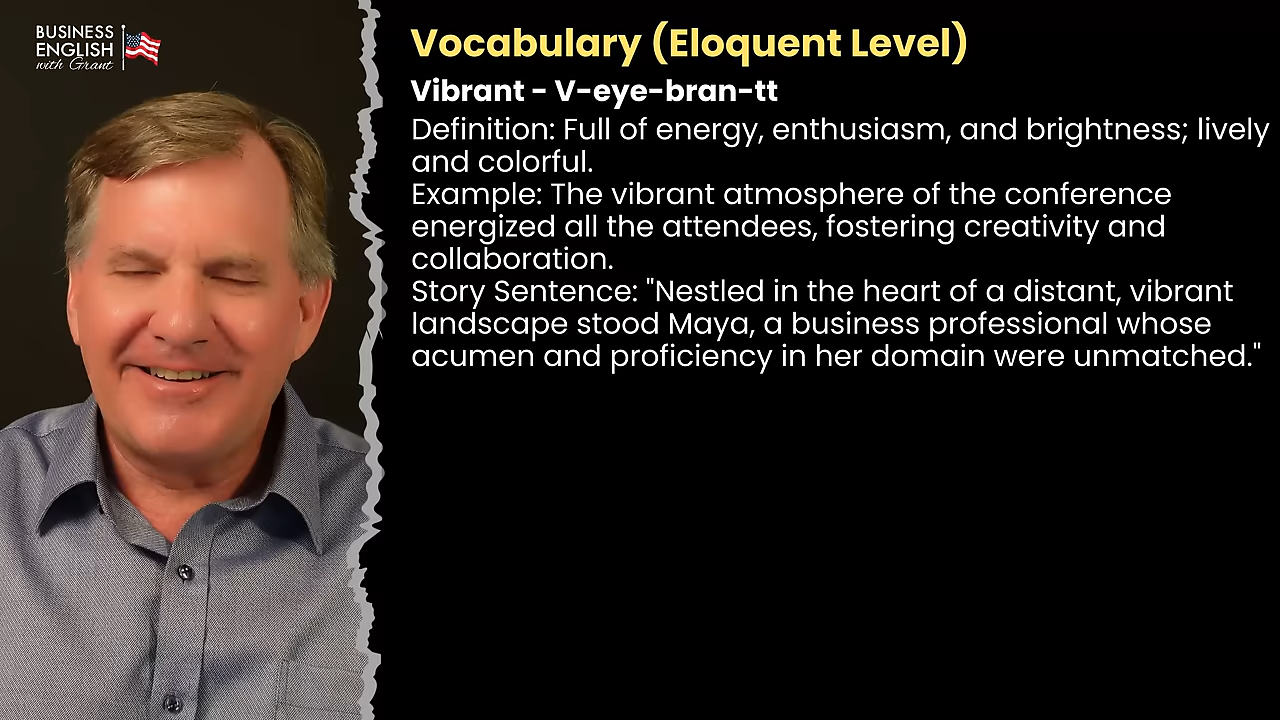 BUSINESS
ENGLISH
with Grant
Vocabulary (Eloquent Level)
Vibrant - V-eye-bran-tt
Definition: Full of energy, enthusiasm, and brightness; lively
and colorful.
Example: The vibrant atmosphere of the conference
energized all the attendees, fostering creativity and
collaboration.
Story Sentence: "Nestled in the heart of a distant, vibrant
landscape stood Maya, a business professional whose
acumen and proficiency in her domain were unmatched."